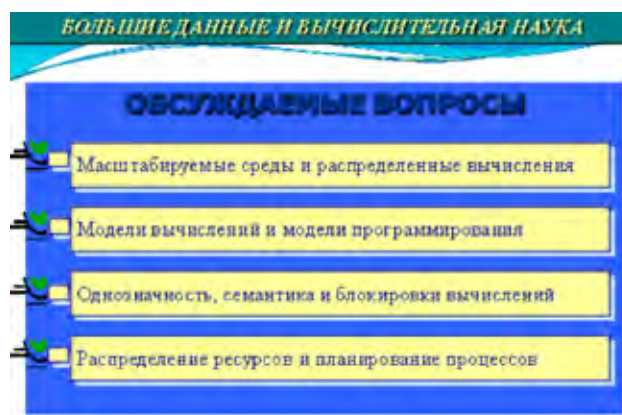 БОЛЬШИЕ ДАННЫЕ И ВЫЧИСЛИТЕЛЬНАЯ НАУКА
ОБСУЖДАЕМЫЕ ВОПРОСЫ
Масштабируемые среды и распределенные вычисления
Модели вычислений и модели программирования
Однозначность, семантика и блокировки вычислений
Распределение ресурсов и планирование процессов